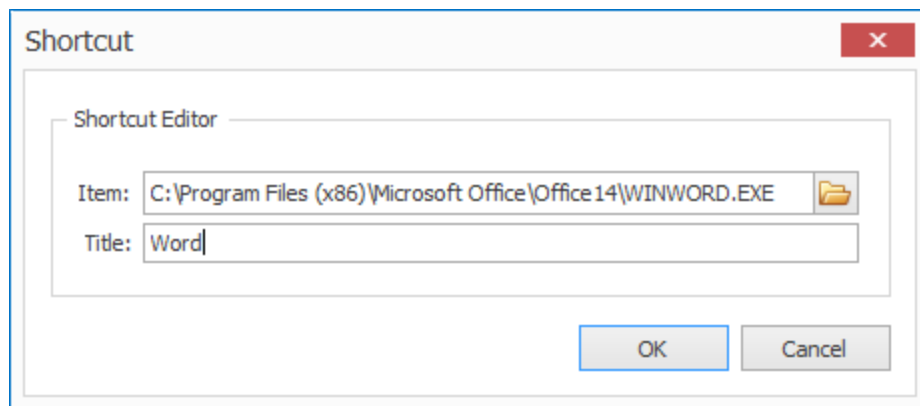 Shortcut
Shortcut Editor
Item: C:\Program Files (x86)\Microsoft Office\Office14\WINWORD.EXE
Title: Word
OK Cancel